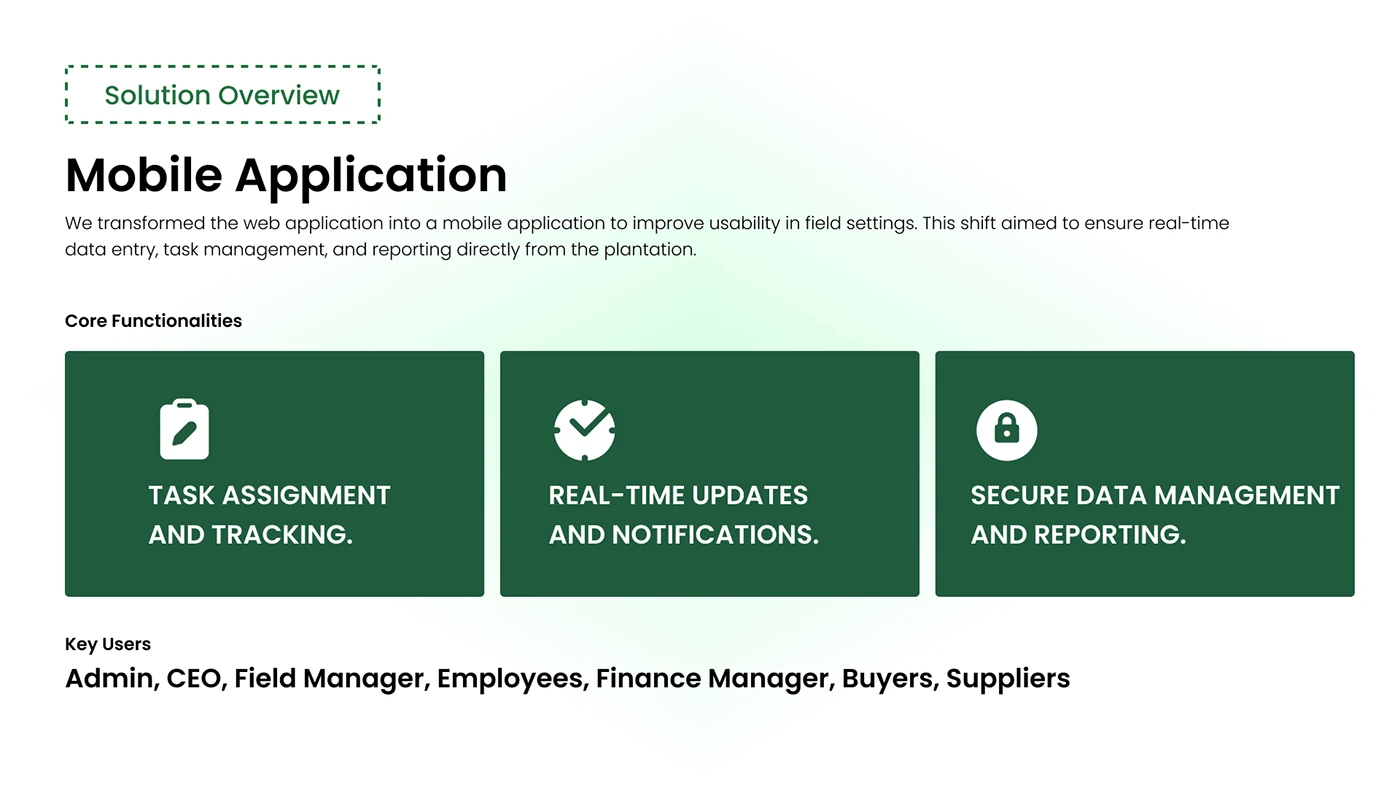 Solution Overview
Mobile Application
We transformed the web application into a mobile application to improve usability in field settings. This shift aimed to ensure real-time
data entry, task management, and reporting directly from the plantation.
Core Functionalities
TASK ASSIGNMENT
AND TRACKING.
REAL-TIME UPDATES
AND NOTIFICATIONS.
SECURE DATA MANAGEMENT
AND REPORTING.
Key Users
Admin, CEO, Field Manager, Employees, Finance Manager, Buyers, Suppliers